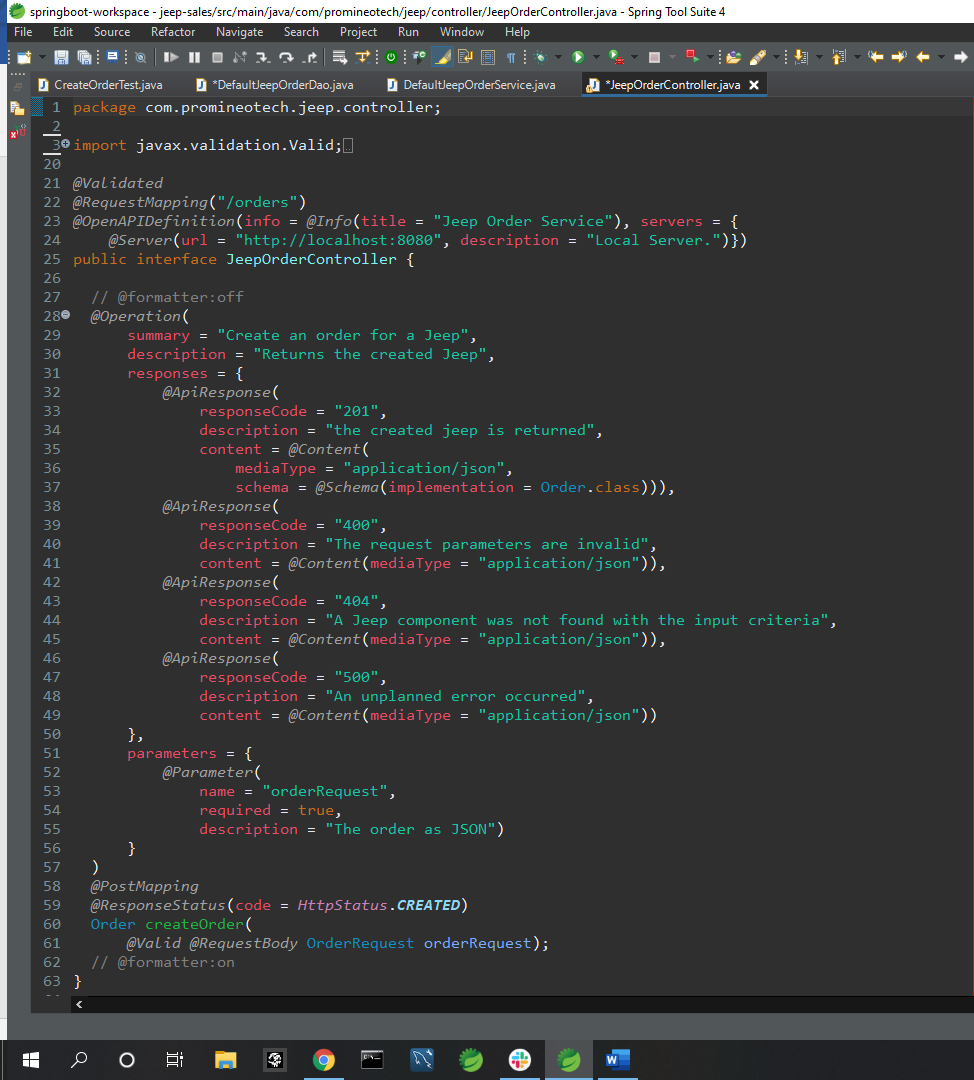 springboot-workspace - jeep-sales/src/main/java/com/promineotech/jeep/controller/JeepOrderController.java - Spring Tool Suite 4
File Edit Source Refactor Navigate Search Project Run Window Help
CreateOrderTest.java *DefaultJeepOrderDao.java DefaultJeepOrderService.java *JeepOrderController.java
1 package com.promineotech.jeep.controller;
2
3 import javax.validation.Valid;
20
21 @Validated
22 @RequestMapping("/orders")
23 @OpenAPIDefinition(info = @Info(title = "Jeep Order Service"), servers = {
24 @Server(url = "http://localhost:8080", description = "Local Server.")})
25 public interface JeepOrderController {
26
27 // @formatter:off
28 @Operation(
29 summary = "Create an order for a Jeep",
30 description = "Returns the created Jeep",
31 responses = {
32 @ApiResponse(
33 responseCode = "201",
34 description = "the created jeep is returned",
35 content = @Content(
36 mediaType = "application/json",
37 schema = @Schema(implementation = Order.class))),
38 @ApiResponse(
39 responseCode = "400",
40 description = "The request parameters are invalid",
41 content = @Content(mediaType = "application/json")),
42 @ApiResponse(
43 responseCode = "404",
44 description = "A Jeep component was not found with the input criteria",
45 content = @Content(mediaType = "application/json")),
46 @ApiResponse(
47 responseCode = "500",
48 description = "An unplanned error occurred",
49 content = @Content(mediaType = "application/json"))
50 },
51 parameters = {
52 @Parameter(
53 name = "orderRequest",
54 required = true,
55 description = "The order as JSON")
56 }
57 )
58 @PostMapping
59 @ResponseStatus(code = HttpStatus.CREATED)
60 Order createOrder(
61 @Valid @RequestBody OrderRequest orderRequest);
62 // @formatter:on
63 }